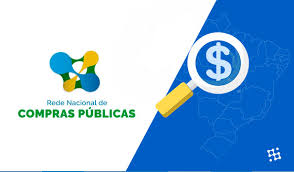 Rede Nacional de
COMPRAS PÚBLICAS
$